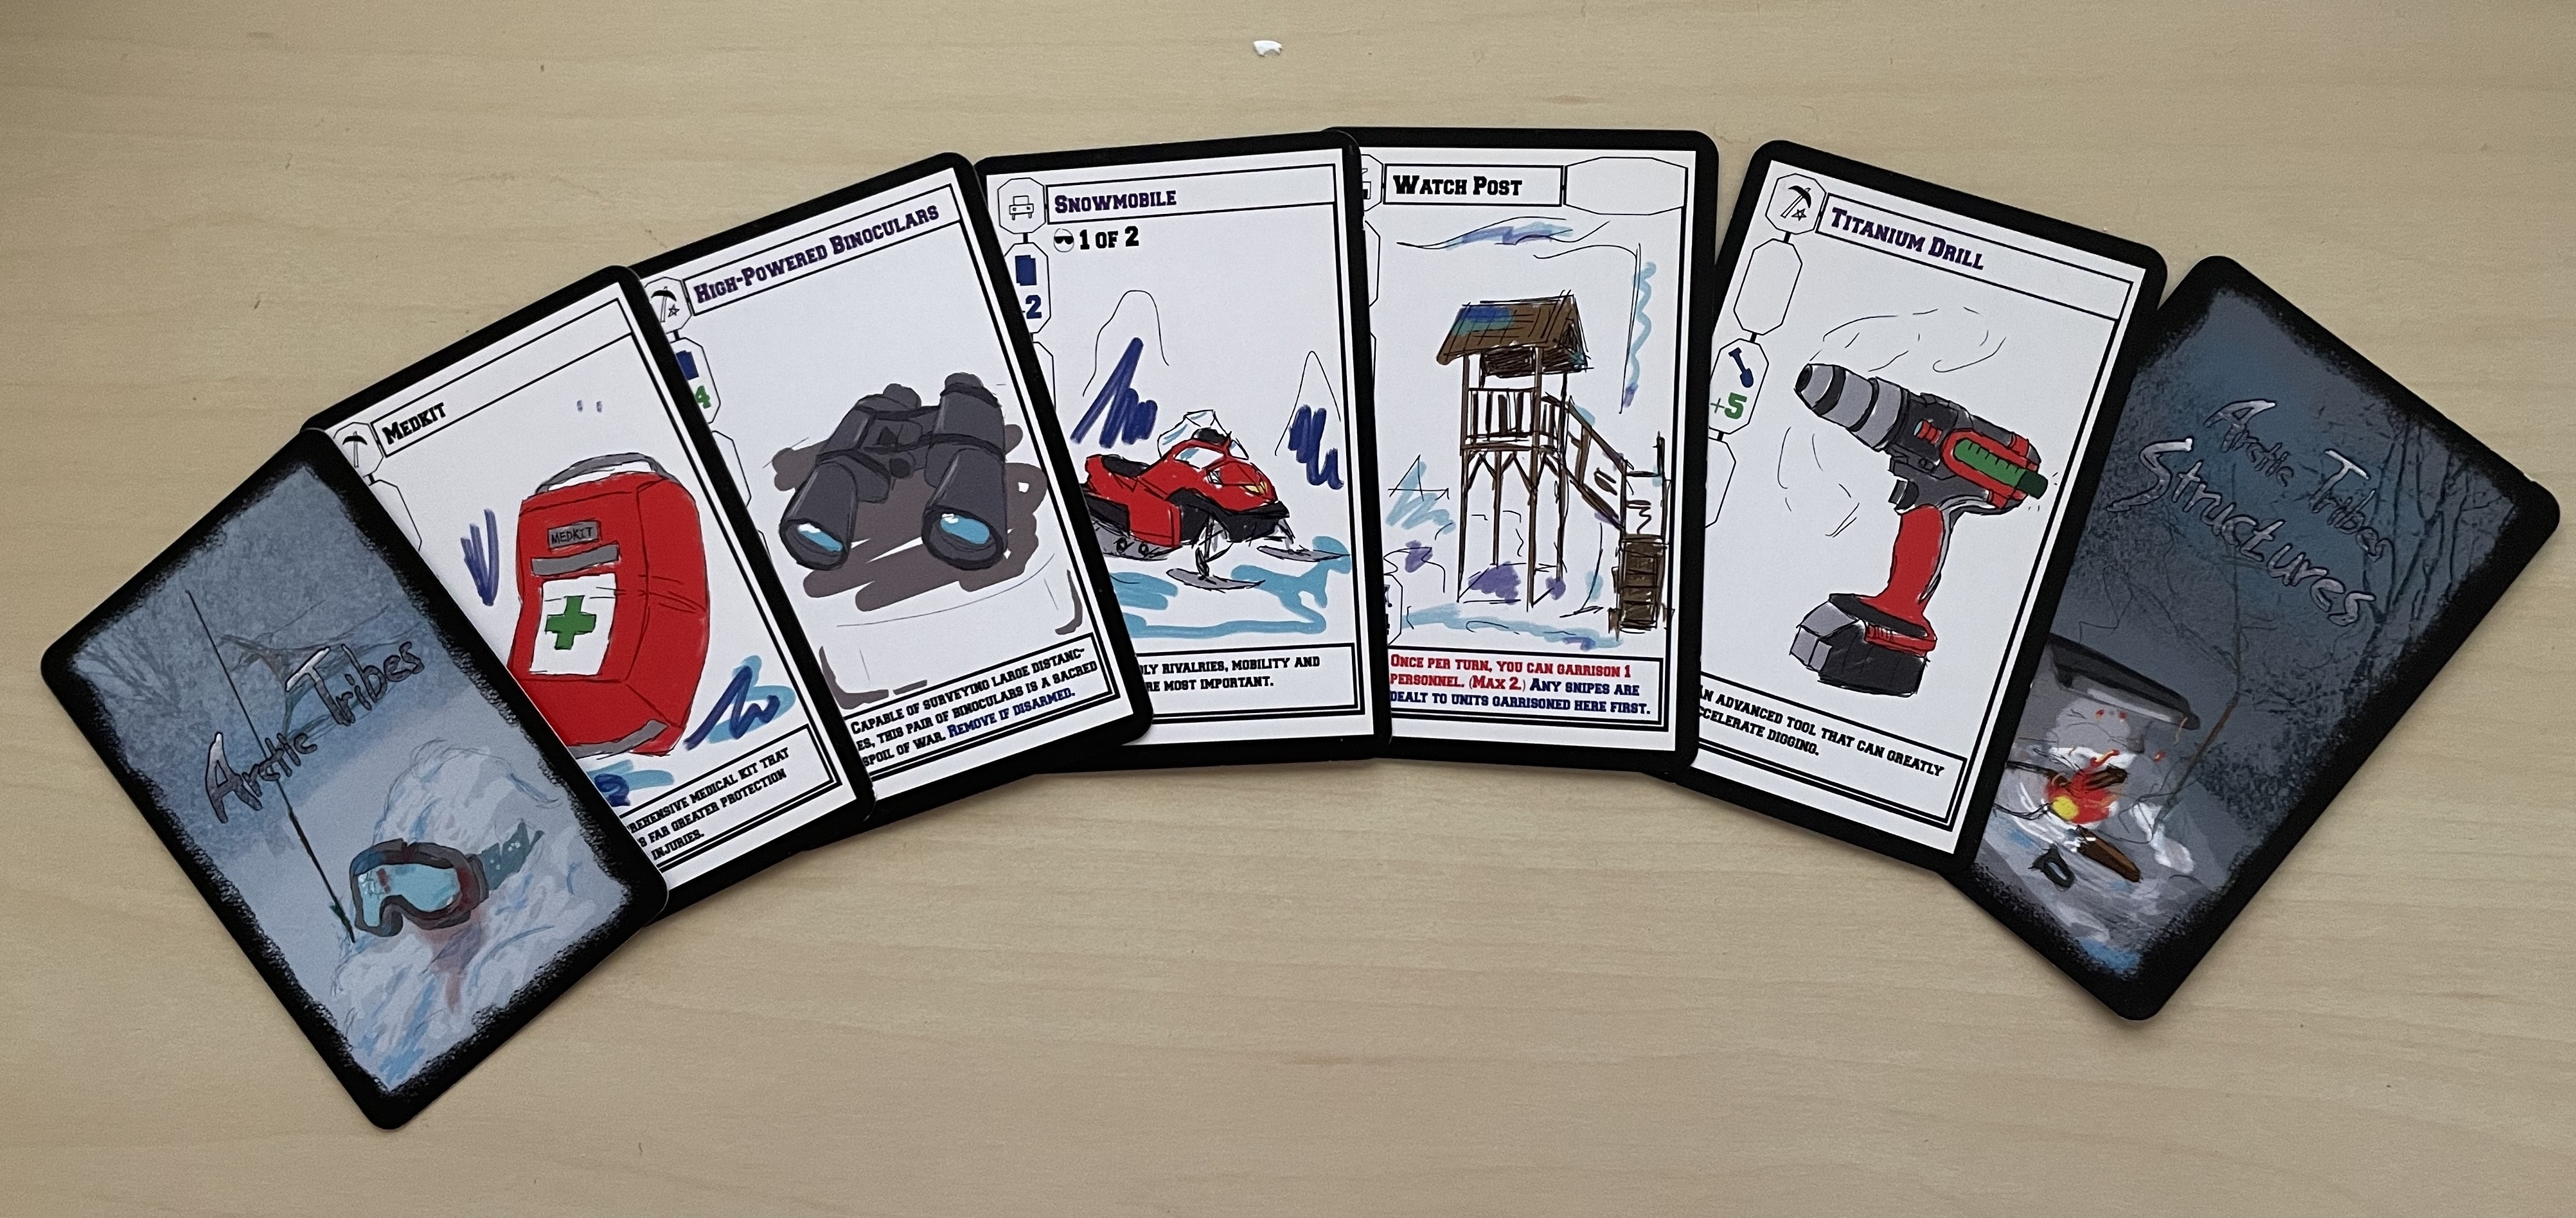 Arctic Tribes
MEDKIT
MEDKIT
MEDICAL KIT THAT
FAR GREATER PROTECTION
INJURIES.
HIGH-POWERED BINOCULARS
4
CAPABLE OF SURVEYING LARGE DISTANC-
ES, THIS PAIR OF BINOCULARS IS A SACRED
SPOIL OF WAR. REMOVE IF DISARMED.
SNOWMOBILE
1 OF 2
2
RIVALRIES, MOBILITY AND
MOST IMPORTANT.
WATCH POST
ONCE PER TURN, YOU CAN GARRISON 1
PERSONNEL. (MAX 2.) ANY SNIPES ARE
DEALT TO UNITS GARRISONED HERE FIRST.
TITANIUM DRILL
+5
AN ADVANCED TOOL THAT CAN GREATLY
DIGGING.
Arctic Tribes
Structures